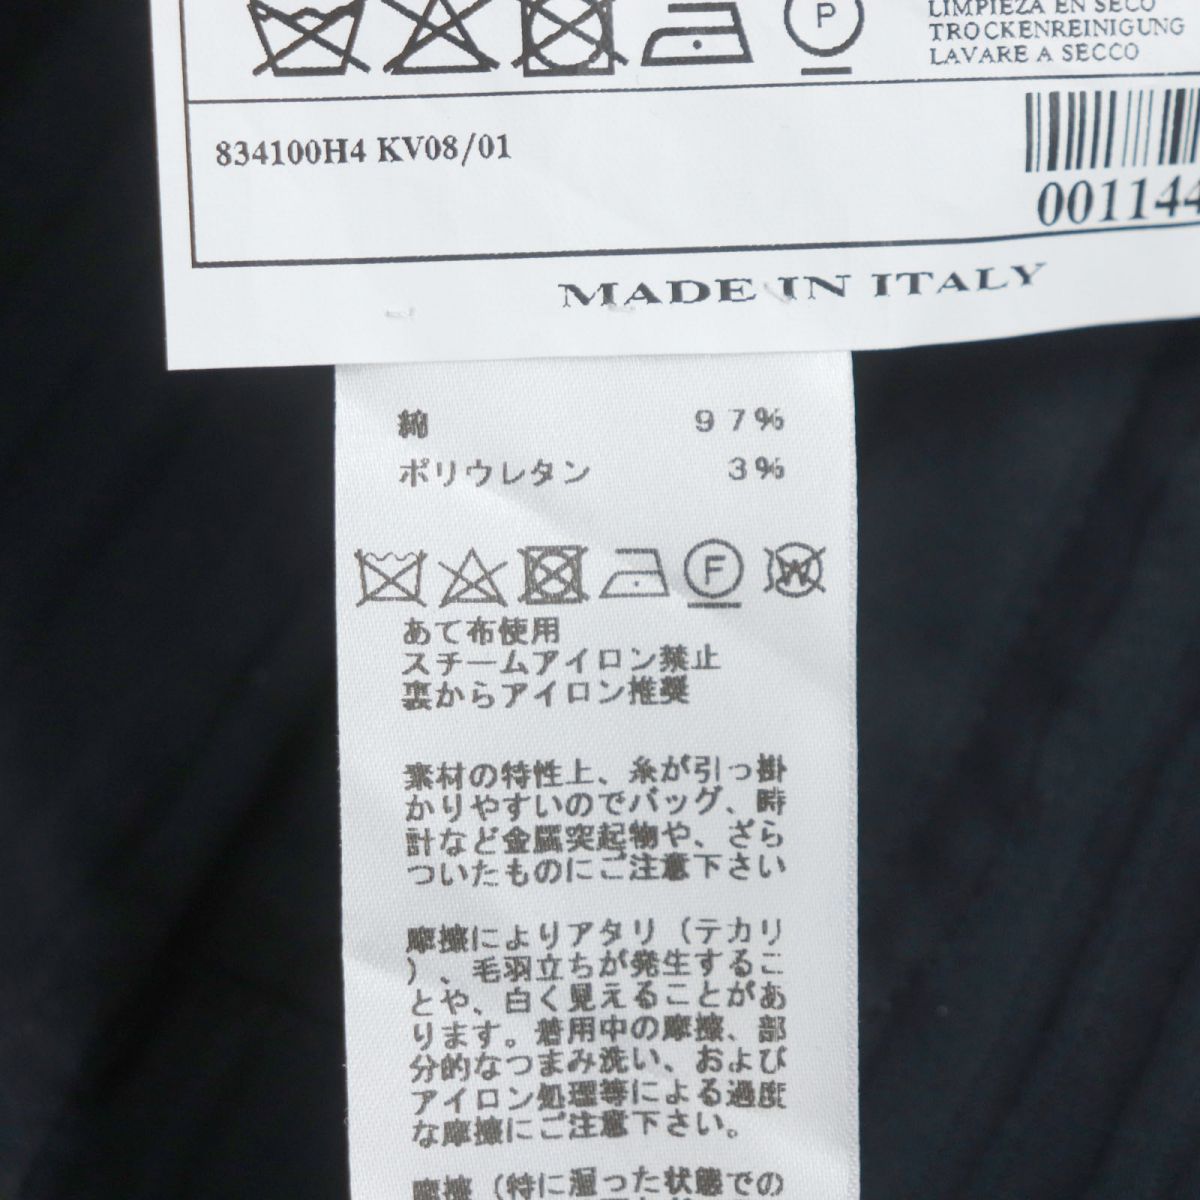 P
LIMPIEZA EN SECO
TROCKENREINIGUNG
LAVARE A SECCO
834100H4 KV08/01
001144
MADE IN ITALY
綿 97%
ポリウレタン 3%
F W
あて布使用
スチームアイロン禁止
裏からアイロン推奨
素材の特性上、糸が引っ掛
かりやすいのでバッグ、時
計など金属突起物や、ざら
ついたものにご注意下さい
摩擦によりアタリ（テカリ
）、毛羽立ちが発生するこ
とや、白く見えることがあ
ります。着用中の摩擦、部
分的なつまみ洗い、および
アイロン処理等による過度
な摩擦にご注意下さい。
摩擦（特に湿った状態での